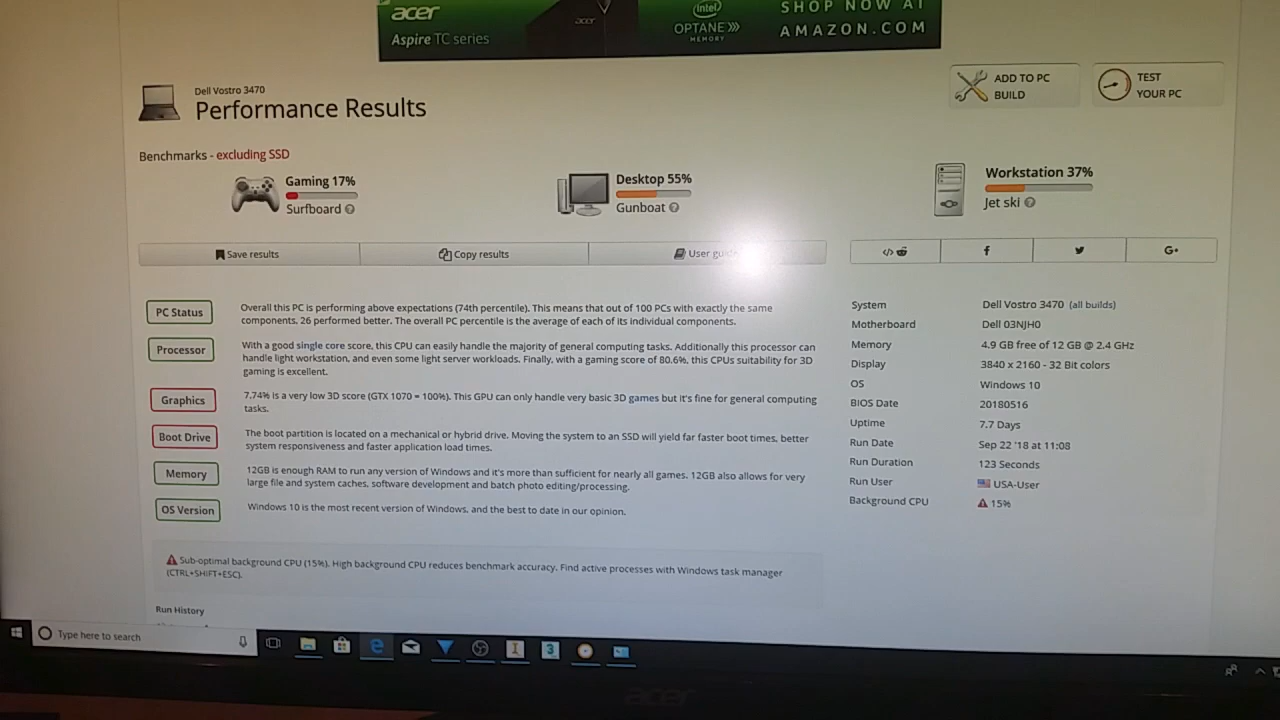 acer
acer
Aspire TC series
intel
OPTANE
MEMORY
SHOP NOW AT
AMAZON.COM
Dell Vostro 3470
Performance Results
ADD TO PC
BUILD
TEST
YOUR PC
Benchmarks - excluding SSD
Gaming 17%
Surfboard
Desktop 55%
Gunboat
Workstation 37%
Jet ski
Save results
Copy results
User guide
G+
PC Status
Overall this PC is performing above expectations (74th percentile). This means that out of 100 PCs with exactly the same
components, 26 performed better. The overall PC percentile is the average of each of its individual components.
Processor
With a good single core score, this CPU can easily handle the majority of general computing tasks. Additionally this processor can
handle light workstation, and even some light server workloads. Finally, with a gaming score of 80.6%, this CPUs suitability for 3D
gaming is excellent.
Graphics
7.74% is a very low 3D score (GTX 1070 = 100%). This GPU can only handle very basic 3D games but it's fine for general computing
tasks.
Boot Drive
The boot partition is located on a mechanical or hybrid drive. Moving the system to an SSD will yield far faster boot times, better
system responsiveness and faster application load times.
Memory
12GB is enough RAM to run any version of Windows and it's more than sufficient for nearly all games. 12GB also allows for very
large file and system caches, software development and batch photo editing/processing.
OS Version
Windows 10 is the most recent version of Windows, and the best to date in our opinion.
System Dell Vostro 3470 (all builds)
Motherboard Dell 03NJH0
Memory 4.9 GB free of 12 GB @ 2.4 GHz
Display 3840 x 2160 - 32 Bit colors
OS Windows 10
BIOS Date 20180516
Uptime 7.7 Days
Run Date Sep 22 '18 at 11:08
Run Duration 123 Seconds
Run User USA-User
Background CPU 15%
Sub-optimal background CPU (15%). High background CPU reduces benchmark accuracy. Find active processes with Windows task manager
(CTRL+SHIFT+ESC).
Run History
Type here to search
acer